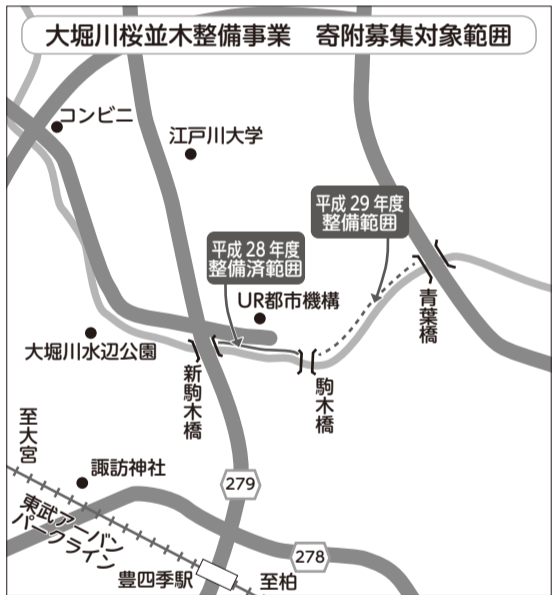 大堀川桜並木整備事業　寄附募集対象範囲
コンビニ
江戸川大学
平成29年度
整備範囲
平成28年度
整備済範囲
UR都市機構
青葉橋
大堀川水辺公園
新駒木橋
駒木橋
至大宮
諏訪神社
279
東武アーバン
パークライン
278
豊四季駅
至柏